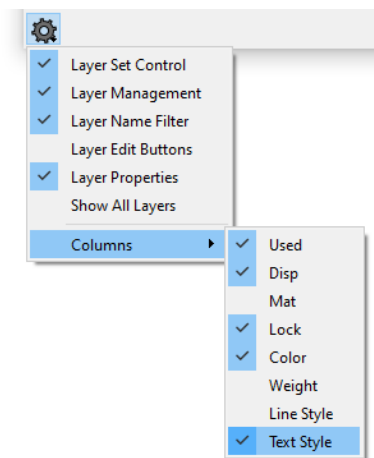 Layer Set Control
Layer Management
Layer Name Filter
Layer Edit Buttons
Layer Properties
Show All Layers
Columns
Used
Disp
Mat
Lock
Color
Weight
Line Style
Text Style